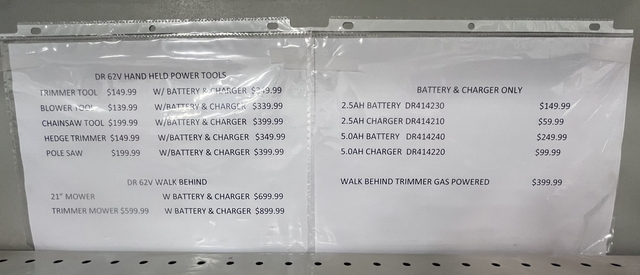 DR 62V HAND HELD POWER TOOLS
TRIMMER TOOL $149.99 W/ BATTERY & CHARGER $349.99
BLOWER TOOL $139.99 W/BATTERY & CHARGER $339.99
CHAINSAW TOOL $199.99 W/BATTERY & CHARGER $399.99
HEDGE TRIMMER $149.99 W/BATTERY & CHARGER $349.99
POLE SAW $199.99 W/BATTERY & CHARGER $399.99
DR 62V WALK BEHIND
21" MOWER W BATTERY & CHARGER $699.99
TRIMMER MOWER $599.99 W BATTERY & CHARGER $899.99
BATTERY & CHARGER ONLY
2.5AH BATTERY DR414230 $149.99
2.5AH CHARGER DR414210 $59.99
5.0AH BATTERY DR414240 $249.99
5.0AH CHARGER DR414220 $99.99
WALK BEHIND TRIMMER GAS POWERED $399.99